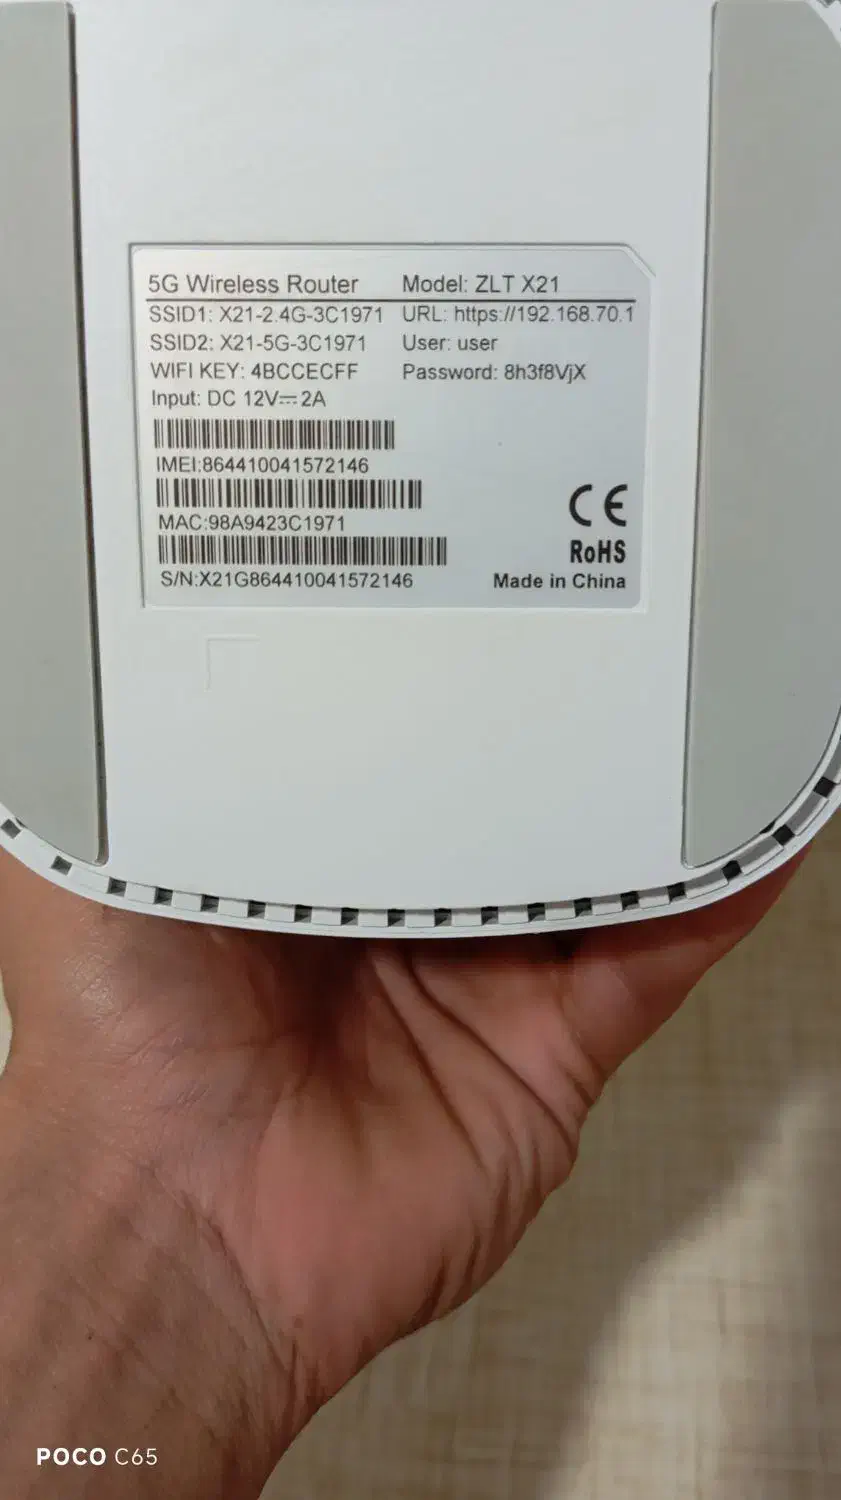 5G Wireless Router Model: ZLT X21
SSID1: X21-2.4G-3C1971 URL: https://192.168.70.1
SSID2: X21-5G-3C1971 User: user
WIFI KEY: 4BCCECFF Password: 8h3f8VjX
Input: DC 12V⎓2A
IMEI:864410041572146
MAC:98A9423C1971
CE
RoHS
S/N:X21G864410041572146 Made in China
POCO C65